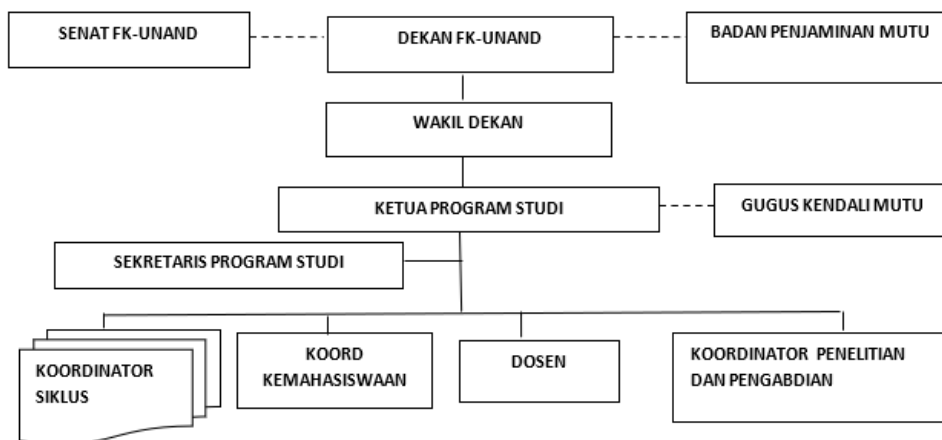 SENAT FK-UNAND
DEKAN FK-UNAND
BADAN PENJAMINAN MUTU
WAKIL DEKAN
KETUA PROGRAM STUDI
GUGUS KENDALI MUTU
SEKRETARIS PROGRAM STUDI
KOORDINATOR
SIKLUS
KOORD
KEMAHASISWAAN
DOSEN
KOORDINATOR PENELITIAN
DAN PENGABDIAN